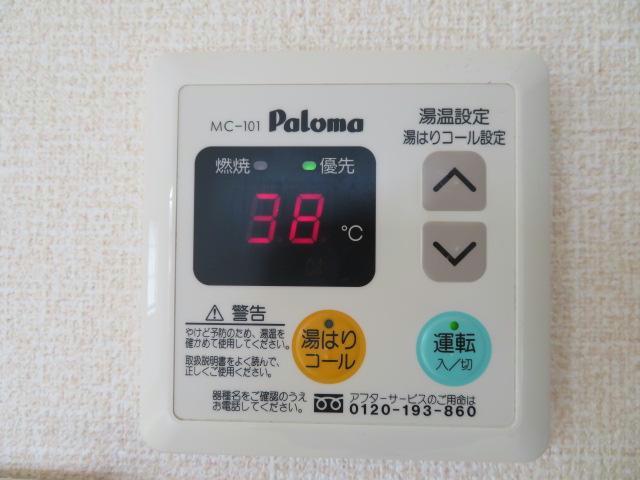 MC-101 Paloma
湯温設定
湯はりコール設定
燃焼 優先
38 ℃
警告
やけど予防のため、湯温を
確かめて使用してください。
取扱説明書をよく読んで、
正しくご使用ください。
湯はり
コール
運転
入/切
器種名をご確認のうえ
お電話してください。
アフターサービスのご用命は
0120-193-860